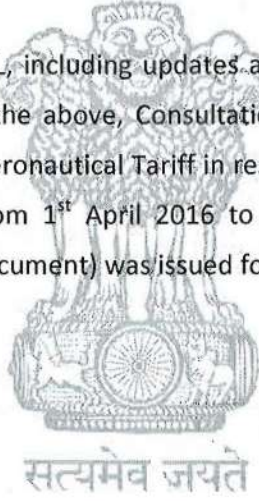 L, including updates a
the above, Consultatio
eronautical Tariff in re
om 1st April 2016 to
cument) was issued fo
सत्यमेव जयते